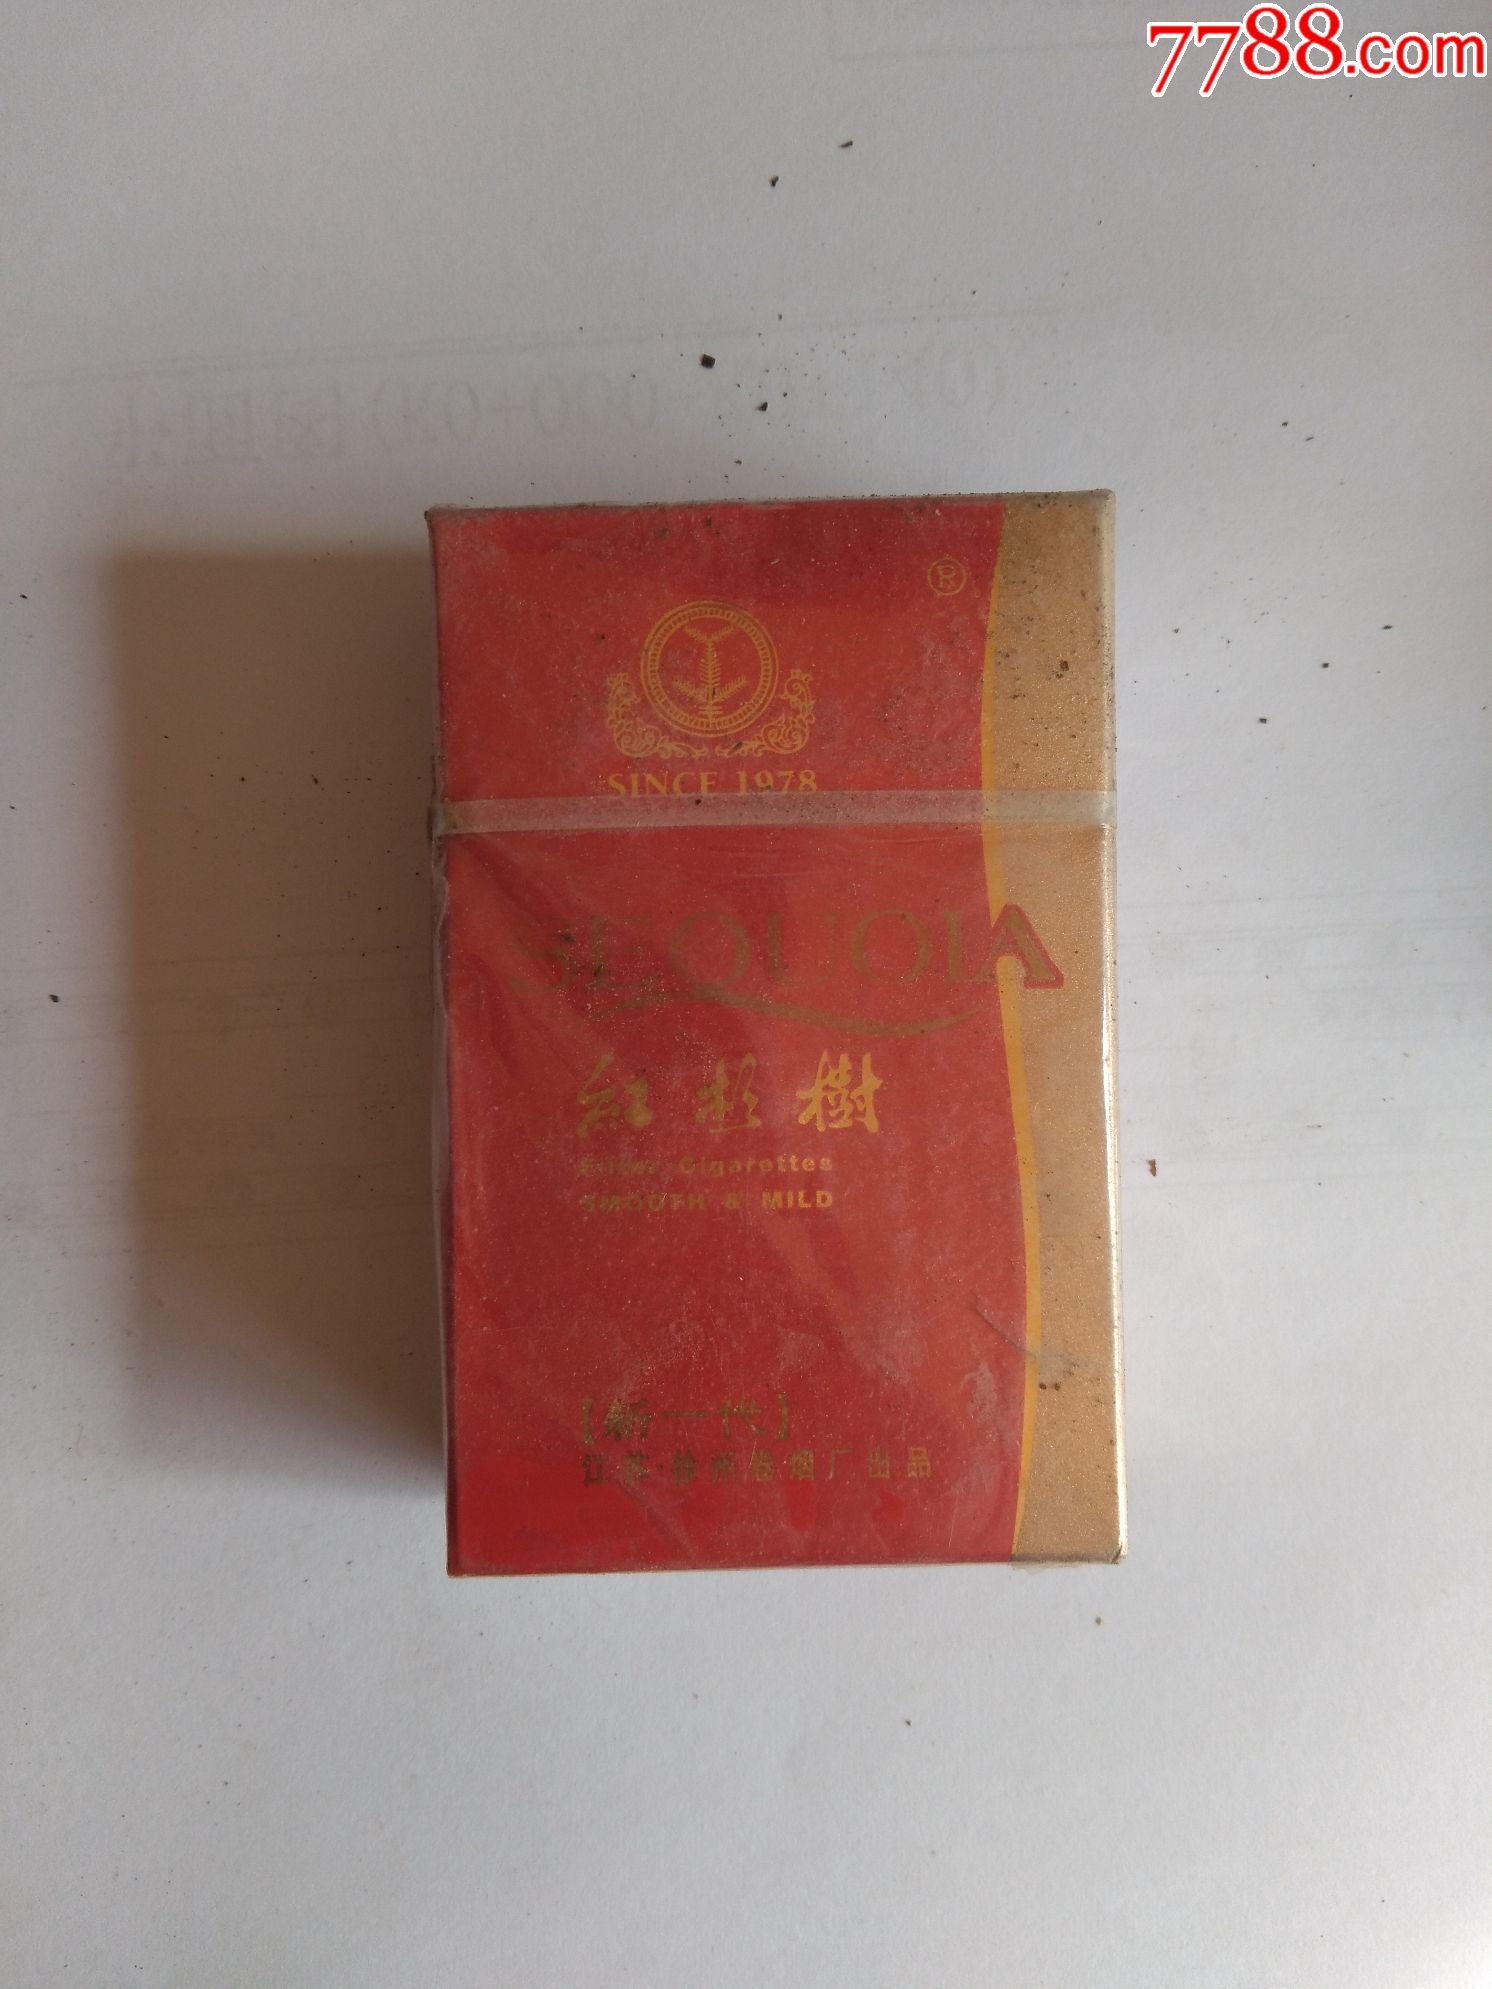 7788.com
®
SINCE 1978
SEQUOIA
紅杉樹
Filter Cigarettes
SMOOTH & MILD
【新一代】
江苏·徐州卷烟厂出品